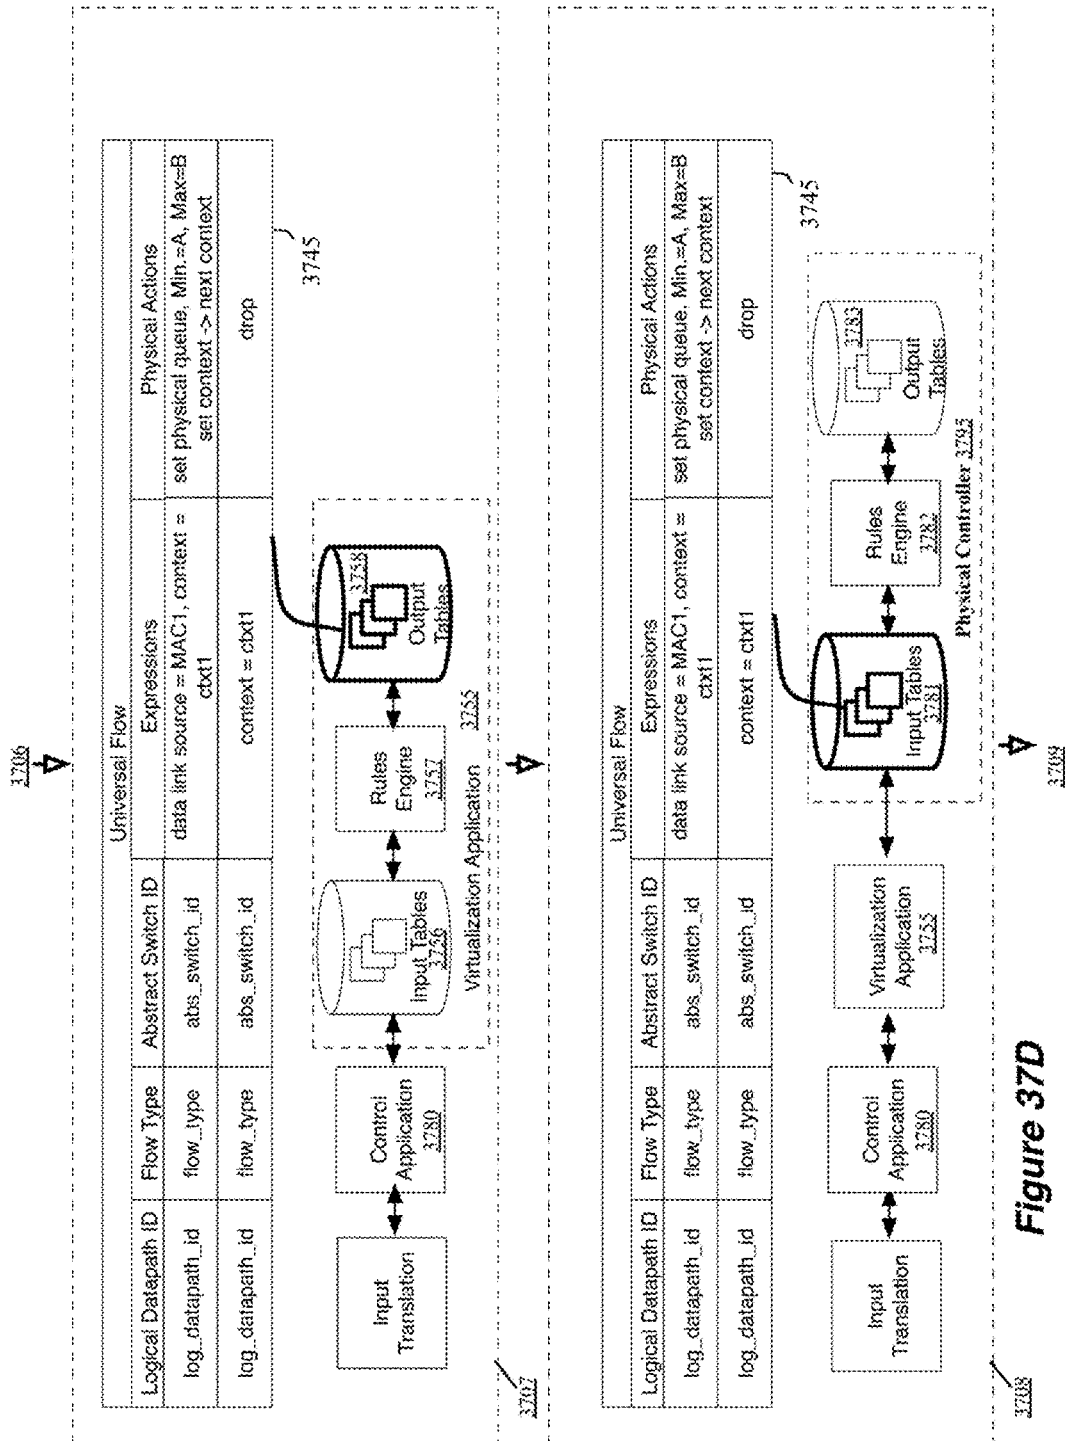 3706
Universal Flow
Logical Datapath ID Flow Type Abstract Switch ID Expressions Physical Actions
log_datapath_id flow_type abs_switch_id data link source = MAC1, context = ctxt1 set physical queue, Min.=A, Max=B
set context -> next context
log_datapath_id flow_type abs_switch_id context = ctxt1 drop
3745
Input
Translation
Control
Application
3780
Input Tables
3756
Rules
Engine
3757
3758
Output
Tables
Virtualization Application
3755
3707
Universal Flow
Logical Datapath ID Flow Type Abstract Switch ID Expressions Physical Actions
log_datapath_id flow_type abs_switch_id data link source = MAC1, context = ctxt1 set physical queue, Min.=A, Max=B
set context -> next context
log_datapath_id flow_type abs_switch_id context = ctxt1 drop
3745
Input
Translation
Control
Application
3780
Virtualization
Application
3755
Input Tables
3781
Rules
Engine
3782
3783
Output
Tables
Physical Controller 3795
3708
3709
Figure 37D